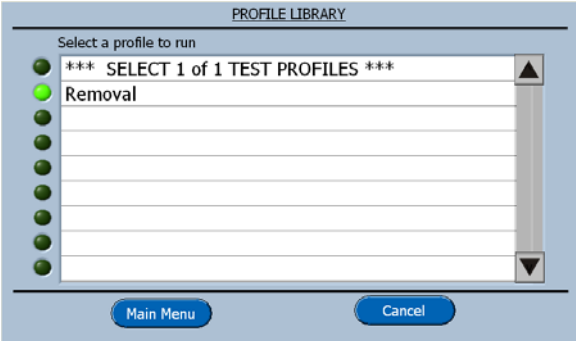 PROFILE LIBRARY
Select a profile to run
*** SELECT 1 of 1 TEST PROFILES ***
Removal
Main Menu
Cancel